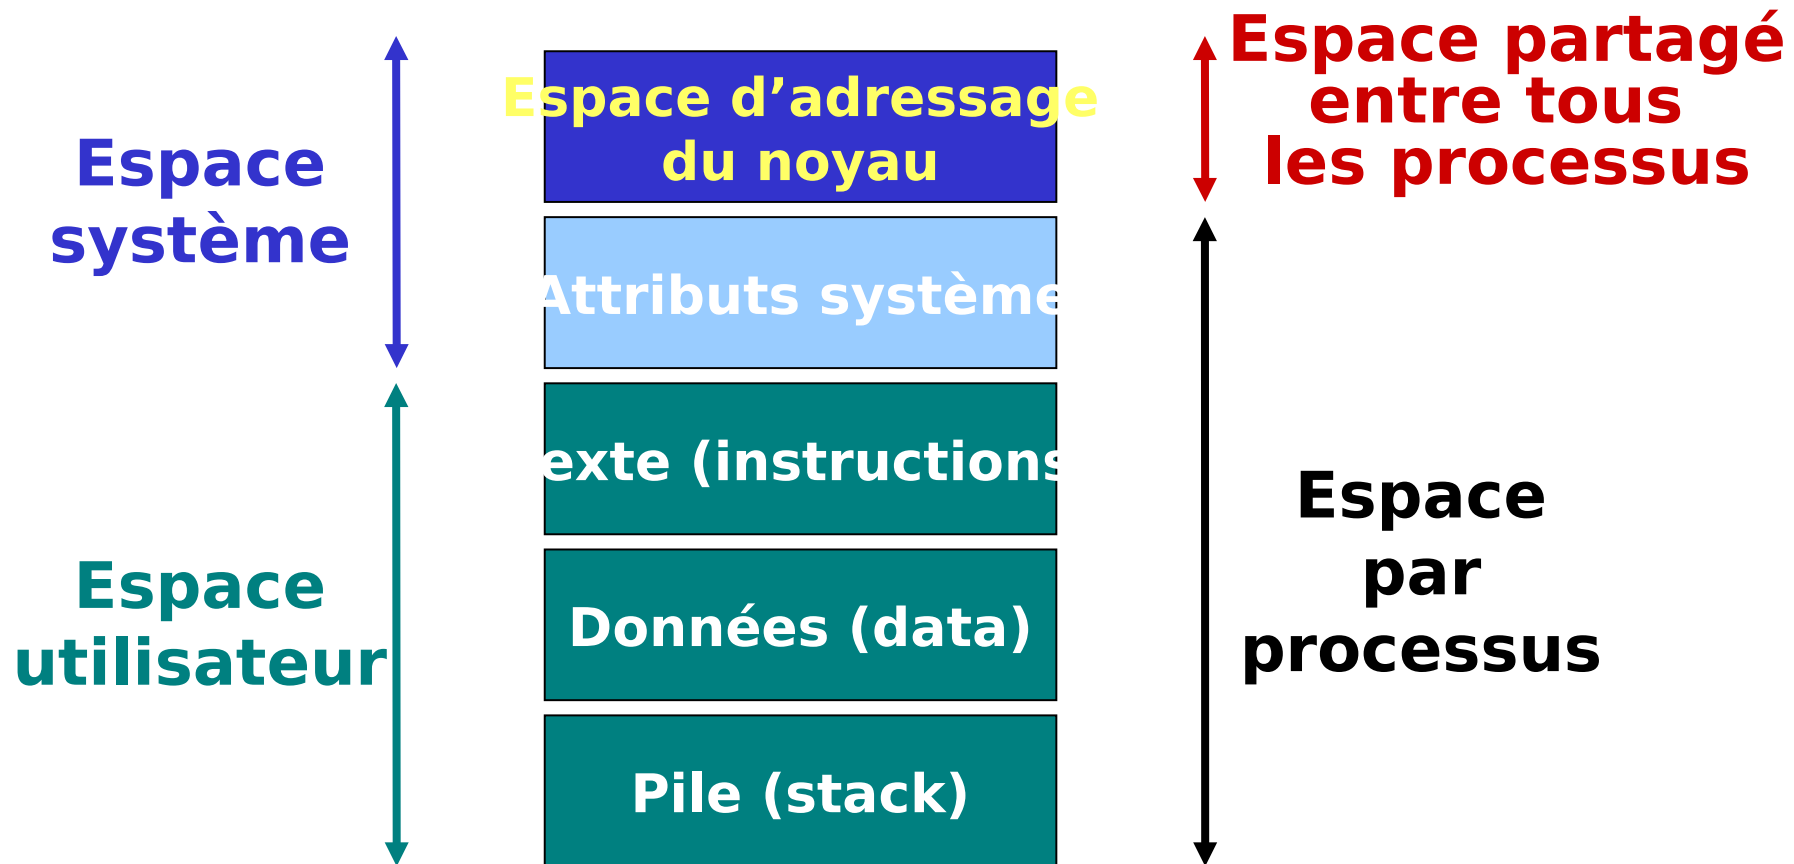 Espace
système
Espace
utilisateur
Espace d’adressage
du noyau
Attributs système
exte (instructions
Données (data)
Pile (stack)
Espace partagé
entre tous
les processus
Espace
par
processus